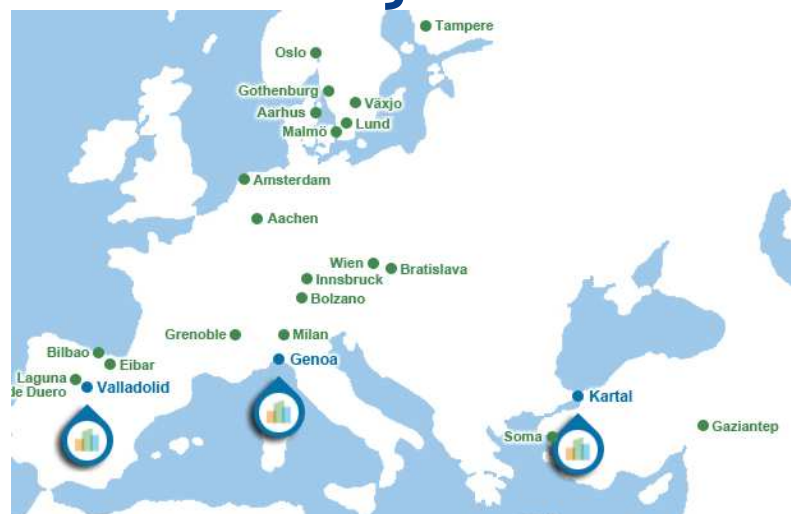 Tampere
Oslo
Gothenburg
Växjo
Aarhus
Lund
Malmö
Amsterdam
Aachen
Wien
Bratislava
Innsbruck
Bolzano
Grenoble
Milan
Bilbao
Genoa
Eibar
Laguna
de Duero
Valladolid
Kartal
Gaziantep
Soma